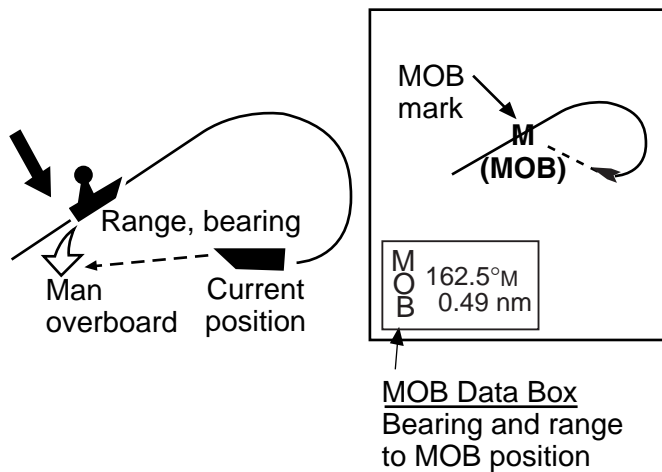 Range, bearing
Man
overboard
Current
position
MOB
mark
M
(MOB)
MOB
162.5°M
0.49 nm
MOB Data Box
Bearing and range
to MOB position